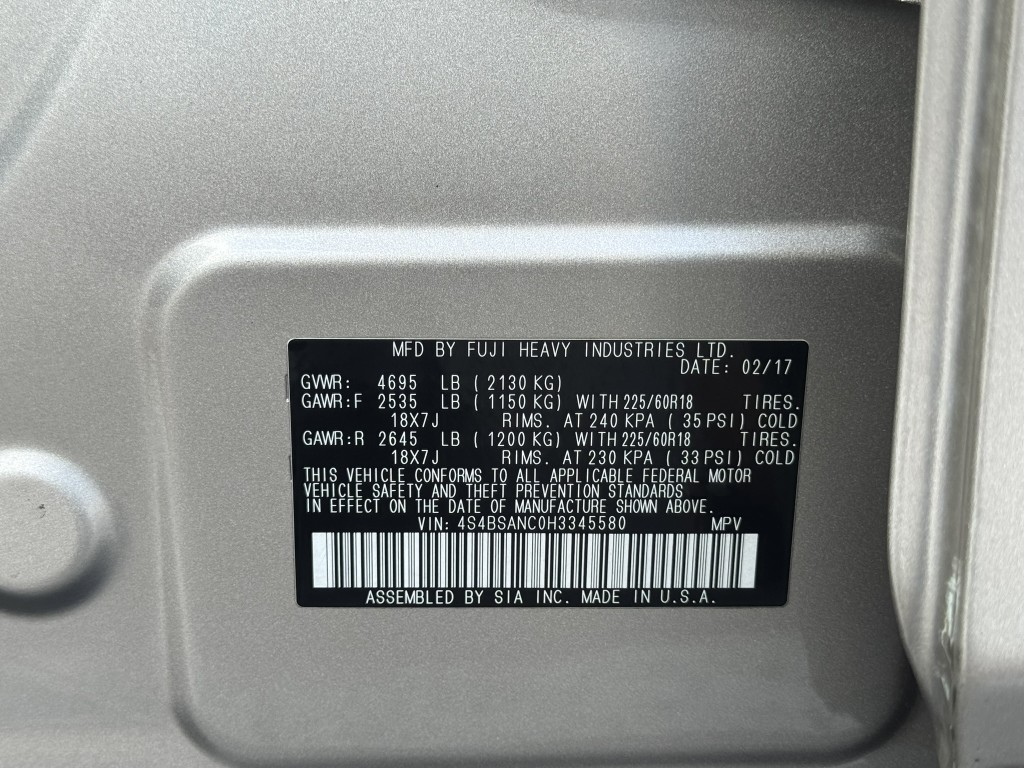 MFD BY FUJI HEAVY INDUSTRIES LTD.
DATE: 02/17
GVWR: 4695 LB ( 2130 KG)
GAWR:F 2535 LB ( 1150 KG) WITH 225/60R18 TIRES.
18X7J RIMS. AT 240 KPA ( 35 PSI) COLD
GAWR:R 2645 LB ( 1200 KG) WITH 225/60R18 TIRES.
18X7J RIMS. AT 230 KPA ( 33 PSI) COLD
THIS VEHICLE CONFORMS TO ALL APPLICABLE FEDERAL MOTOR
VEHICLE SAFETY AND THEFT PREVENTION STANDARDS
IN EFFECT ON THE DATE OF MANUFACTURE SHOWN ABOVE.
VIN: 4S4BSANC0H3345580 MPV
ASSEMBLED BY SIA INC. MADE IN U.S.A.